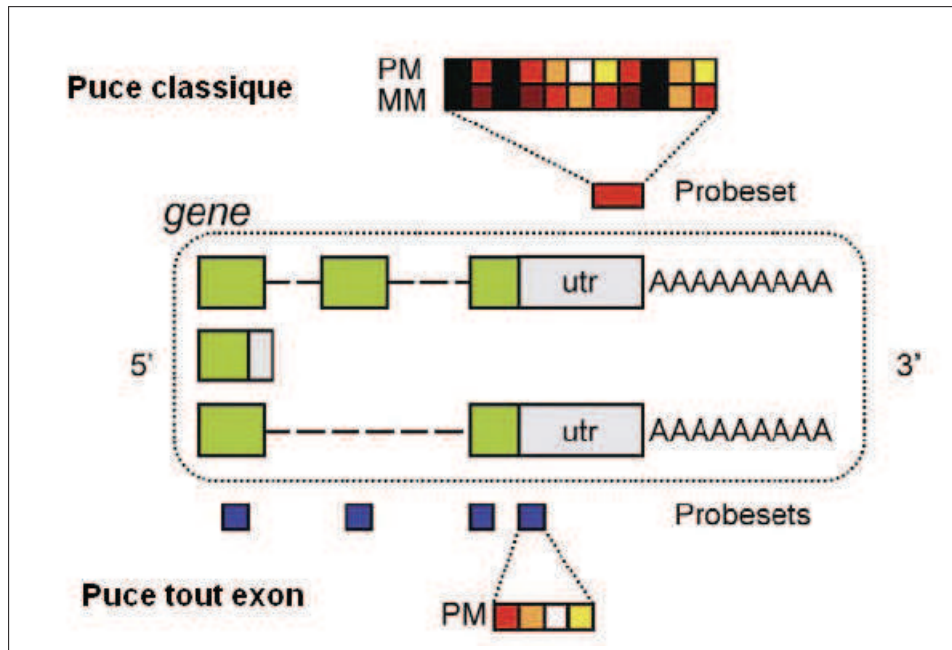 Puce classique
PM
MM
Probeset
gene
utr AAAAAAAAA
5' 3'
utr AAAAAAAAA
Probesets
Puce tout exon
PM